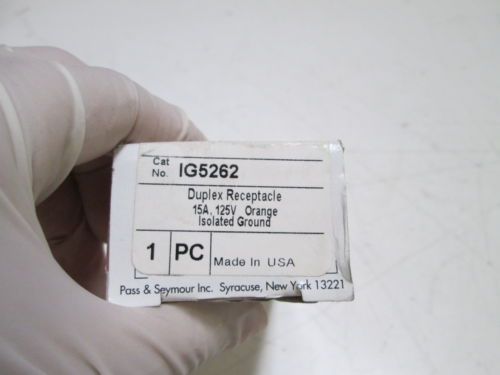 Cat
No. IG5262
Duplex Receptacle
15A, 125V Orange
Isolated Ground
1 PC Made In USA
Pass & Seymour Inc. Syracuse, New York 13221